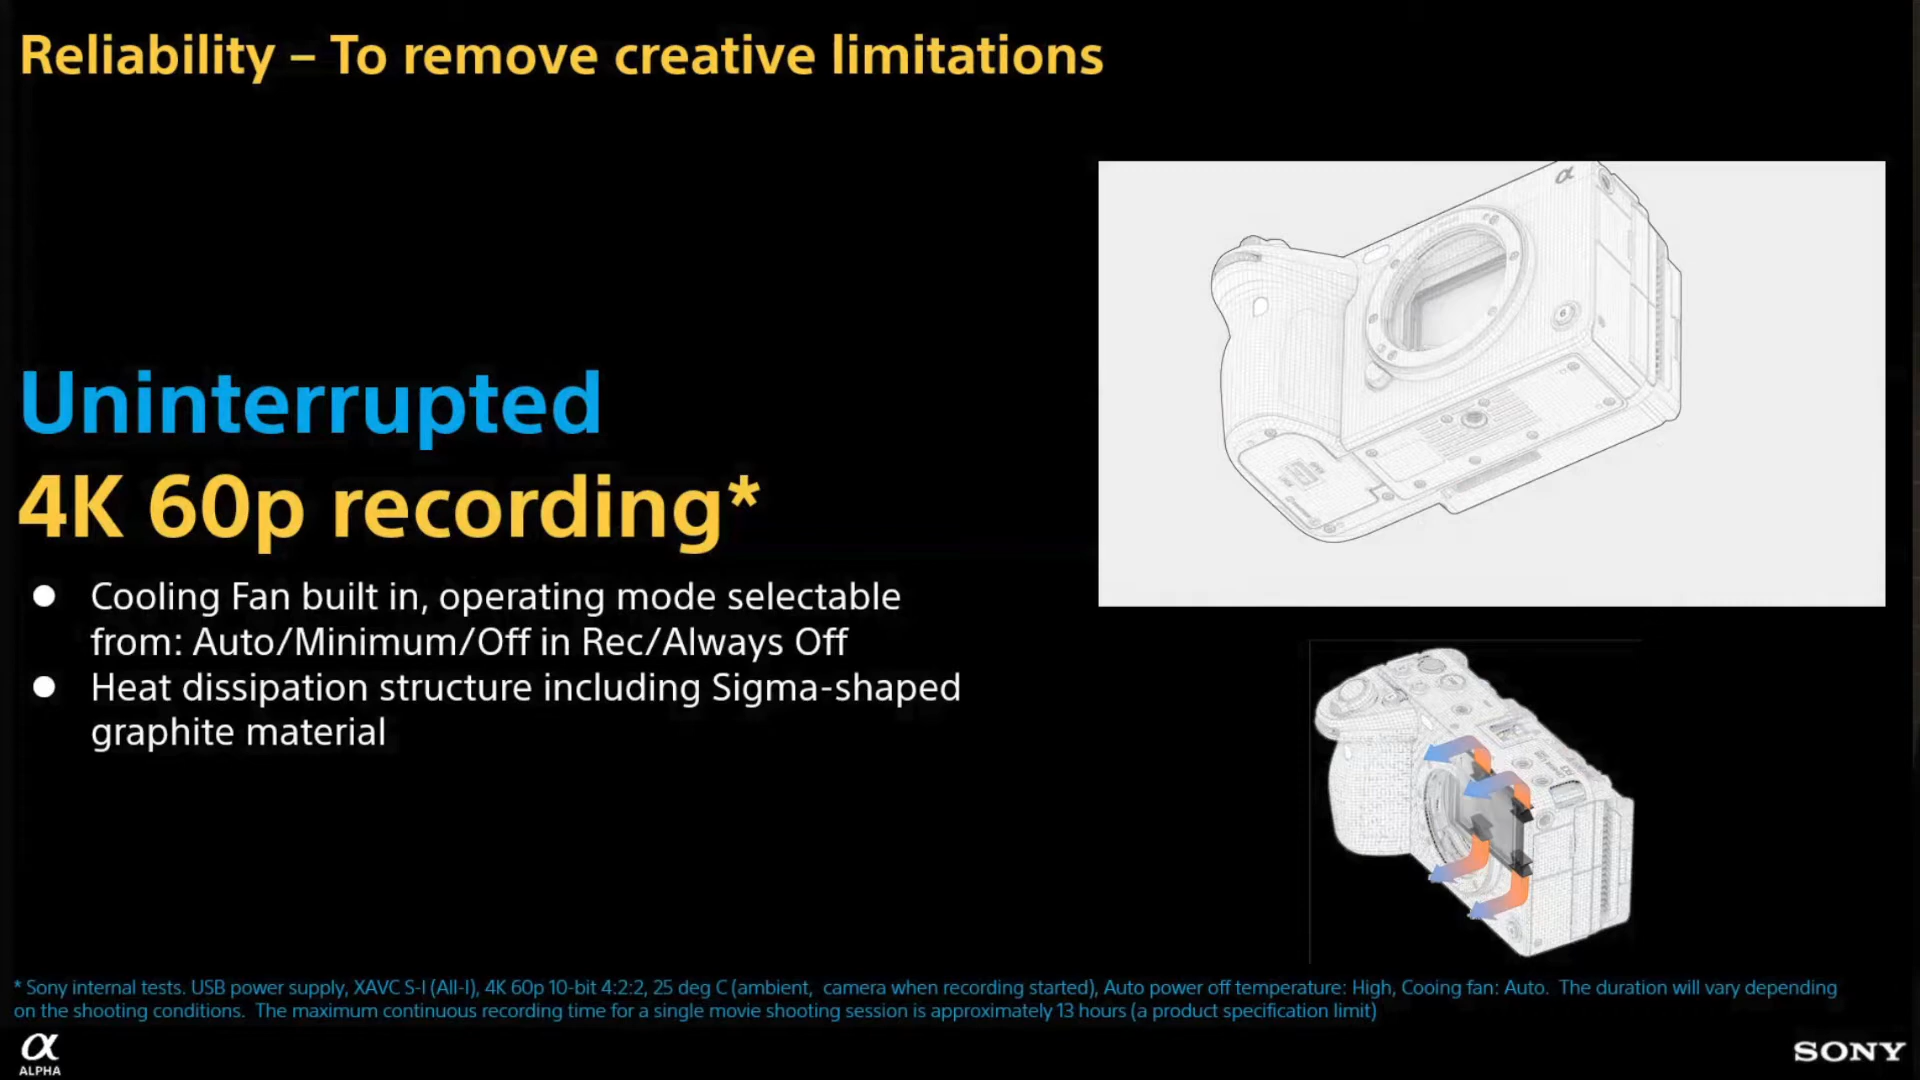 Reliability – To remove creative limitations
Uninterrupted
4K 60p recording*
● Cooling Fan built in, operating mode selectable
from: Auto/Minimum/Off in Rec/Always Off
● Heat dissipation structure including Sigma-shaped
graphite material
α
* Sony internal tests. USB power supply, XAVC S-I (All-I), 4K 60p 10-bit 4:2:2, 25 deg C (ambient, camera when recording started), Auto power off temperature: High, Cooing fan: Auto. The duration will vary depending
on the shooting conditions. The maximum continuous recording time for a single movie shooting session is approximately 13 hours (a product specification limit)
α
ALPHA
SONY